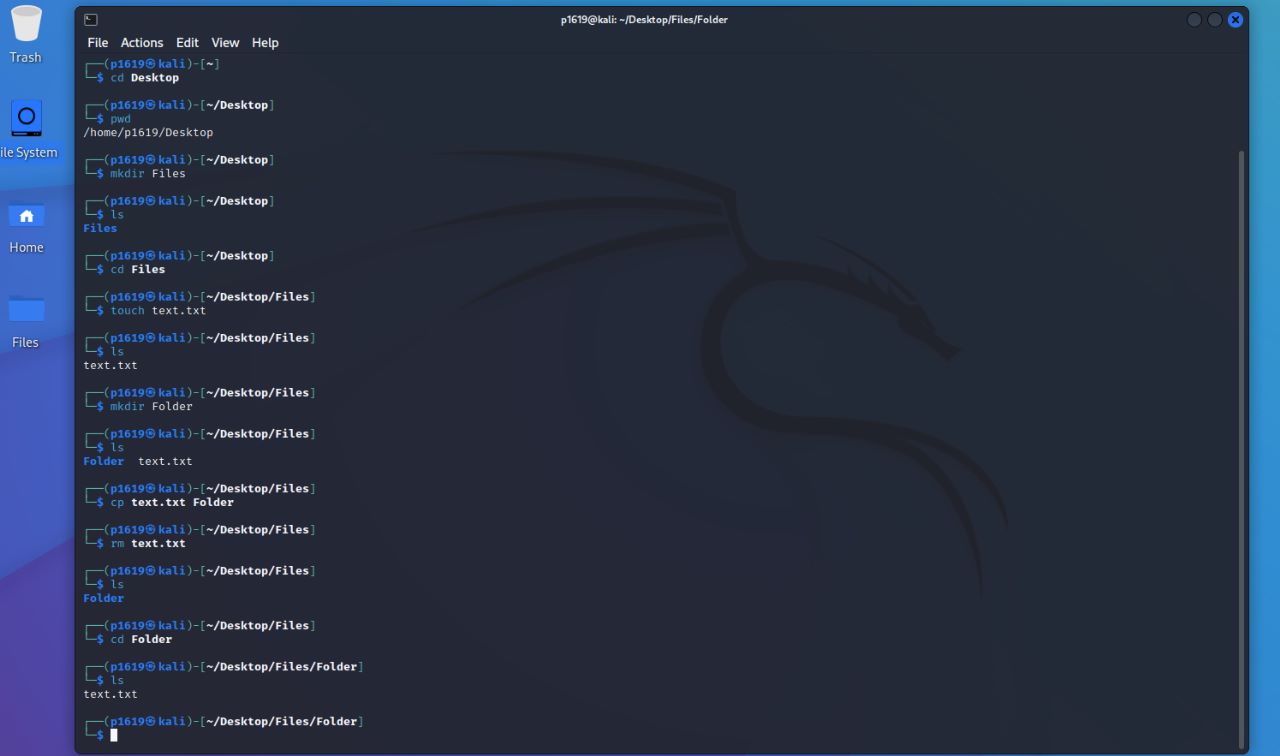 p1619@kali: ~/Desktop/Files/Folder
File Actions Edit View Help
Trash
ile System
Home
Files
┌──(p1619㉿kali)-[~]
└─$ cd Desktop
┌──(p1619㉿kali)-[~/Desktop]
└─$ pwd
/home/p1619/Desktop
┌──(p1619㉿kali)-[~/Desktop]
└─$ mkdir Files
┌──(p1619㉿kali)-[~/Desktop]
└─$ ls
Files
┌──(p1619㉿kali)-[~/Desktop]
└─$ cd Files
┌──(p1619㉿kali)-[~/Desktop/Files]
└─$ touch text.txt
┌──(p1619㉿kali)-[~/Desktop/Files]
└─$ ls
text.txt
┌──(p1619㉿kali)-[~/Desktop/Files]
└─$ mkdir Folder
┌──(p1619㉿kali)-[~/Desktop/Files]
└─$ ls
Folder  text.txt
┌──(p1619㉿kali)-[~/Desktop/Files]
└─$ cp text.txt Folder
┌──(p1619㉿kali)-[~/Desktop/Files]
└─$ rm text.txt
┌──(p1619㉿kali)-[~/Desktop/Files]
└─$ ls
Folder
┌──(p1619㉿kali)-[~/Desktop/Files]
└─$ cd Folder
┌──(p1619㉿kali)-[~/Desktop/Files/Folder]
└─$ ls
text.txt
┌──(p1619㉿kali)-[~/Desktop/Files/Folder]
└─$